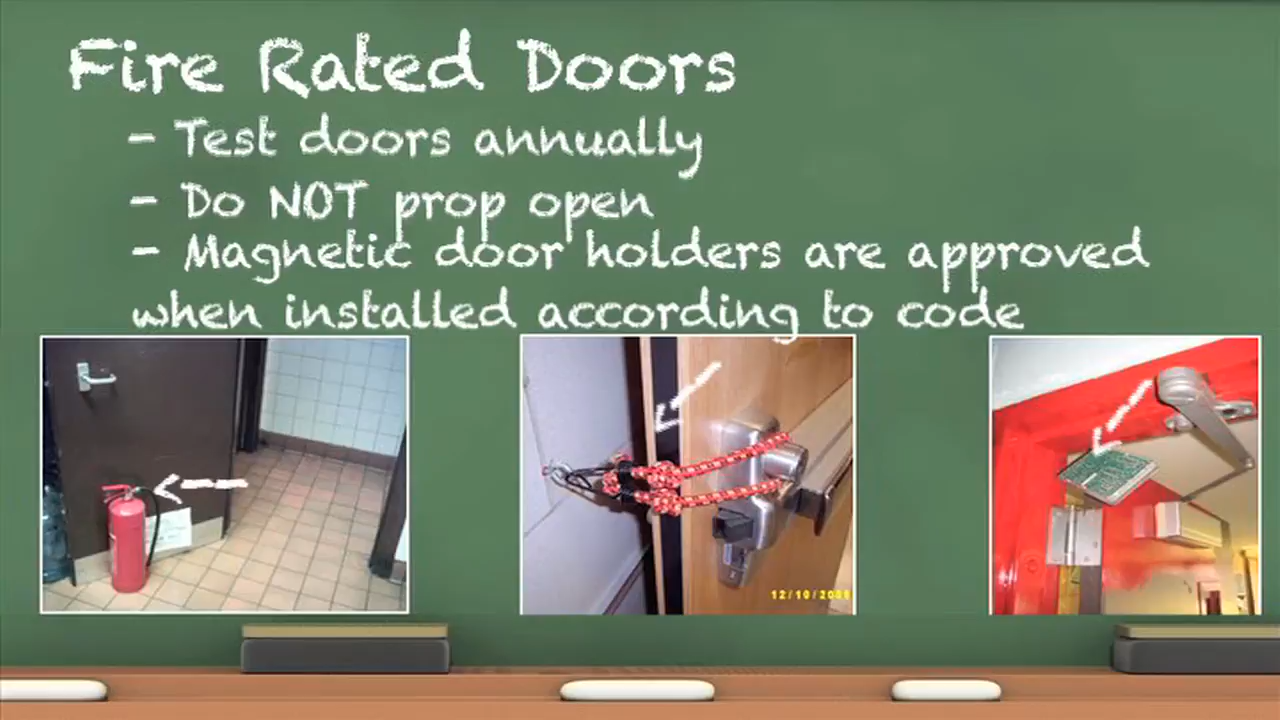 Fire Rated Doors
- Test doors annually
- Do NOT prop open
- Magnetic door holders are approved
when installed according to code